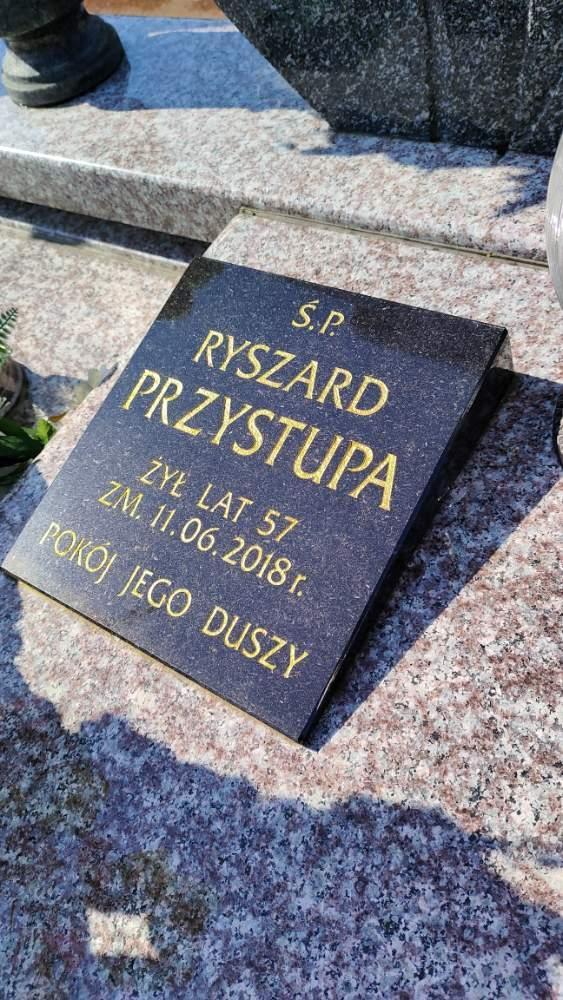 Ś.P.
RYSZARD
PRZYSTUPA
ŻYŁ LAT 57
ZM. 11.06.2018 r.
POKÓJ JEGO DUSZY